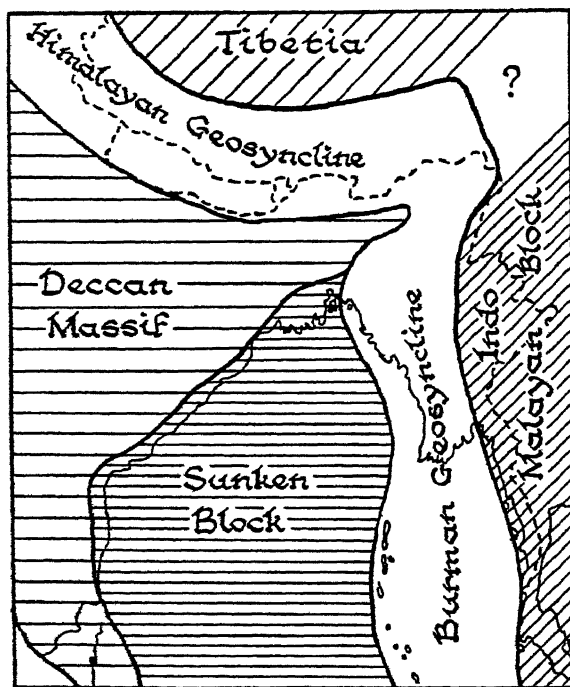 Tibetia
Himalayan Geosyncline
?
Deccan
Massif
Indo
Malayan
Block
Burman Geosyncline
Sunken
Block